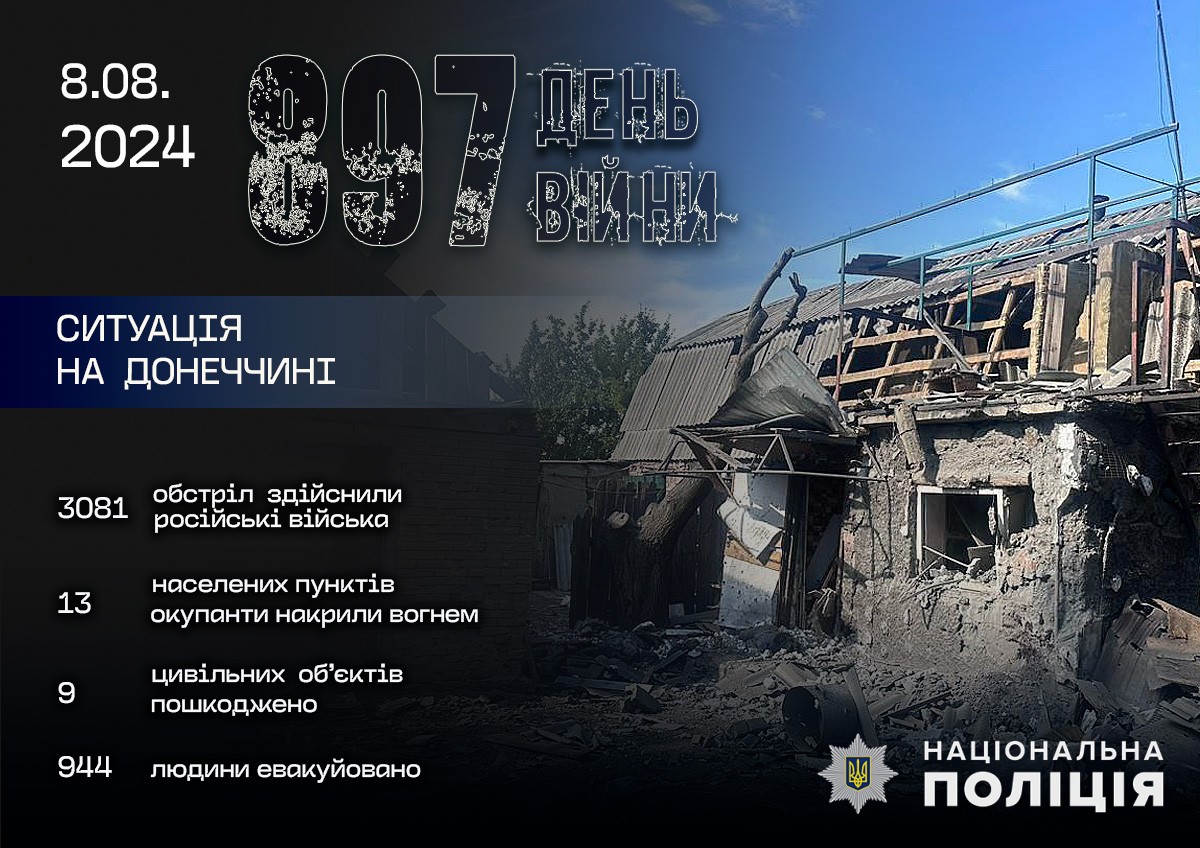 8.08.
2024
897
ДЕНЬ
ВІЙНИ
СИТУАЦІЯ
НА ДОНЕЧЧИНІ
3081 обстріл здійснили
російські війська
13 населених пунктів
окупанти накрили вогнем
9 цивільних об'єктів
пошкоджено
944 людини евакуйовано
НАЦІОНАЛЬНА
ПОЛІЦІЯ